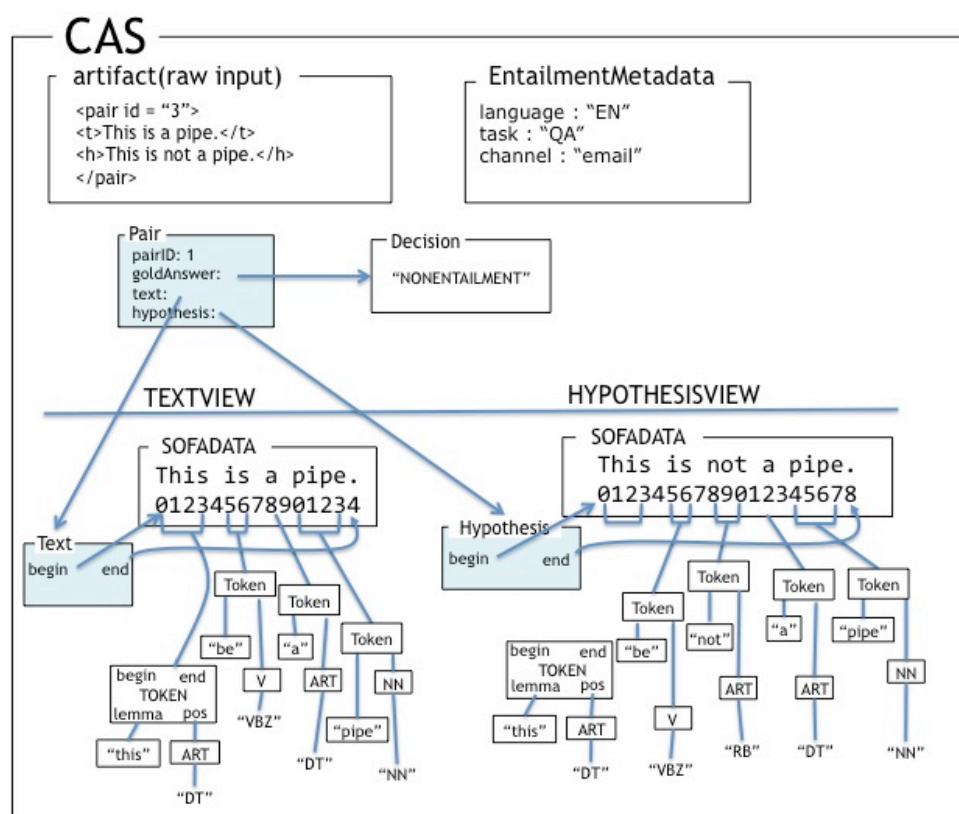 CAS
artifact(raw input)
<pair id = “3”>
<t>This is a pipe.</t>
<h>This is not a pipe.</h>
</pair>
EntailmentMetadata
language : “EN”
task : “QA”
channel : “email”
Pair
pairID: 1
goldAnswer:
text:
hypothesis:
Decision
“NONENTAILMENT”
TEXTVIEW
HYPOTHESISVIEW
SOFADATA
This is a pipe.
012345678901234
Text
begin end
Token
“be”
V
“VBZ”
Token
“a”
ART
“DT”
Token
“pipe”
NN
“NN”
begin end
TOKEN
lemma pos
“this”
ART
“DT”
SOFADATA
This is not a pipe.
0123456789012345678
Hypothesis
begin end
begin end
TOKEN
lemma pos
“this”
ART
“DT”
Token
“be”
V
“VBZ”
Token
“not”
ART
“RB”
Token
“a”
ART
“DT”
Token
“pipe”
NN
“NN”